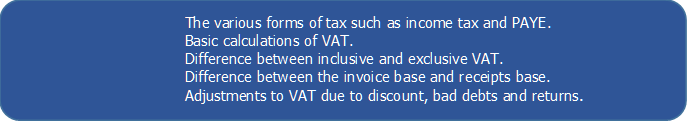 The various forms of tax such as income tax and PAYE.
Basic calculations of VAT.
Difference between inclusive and exclusive VAT.
Difference between the invoice base and receipts base.
Adjustments to VAT due to discount, bad debts and returns.